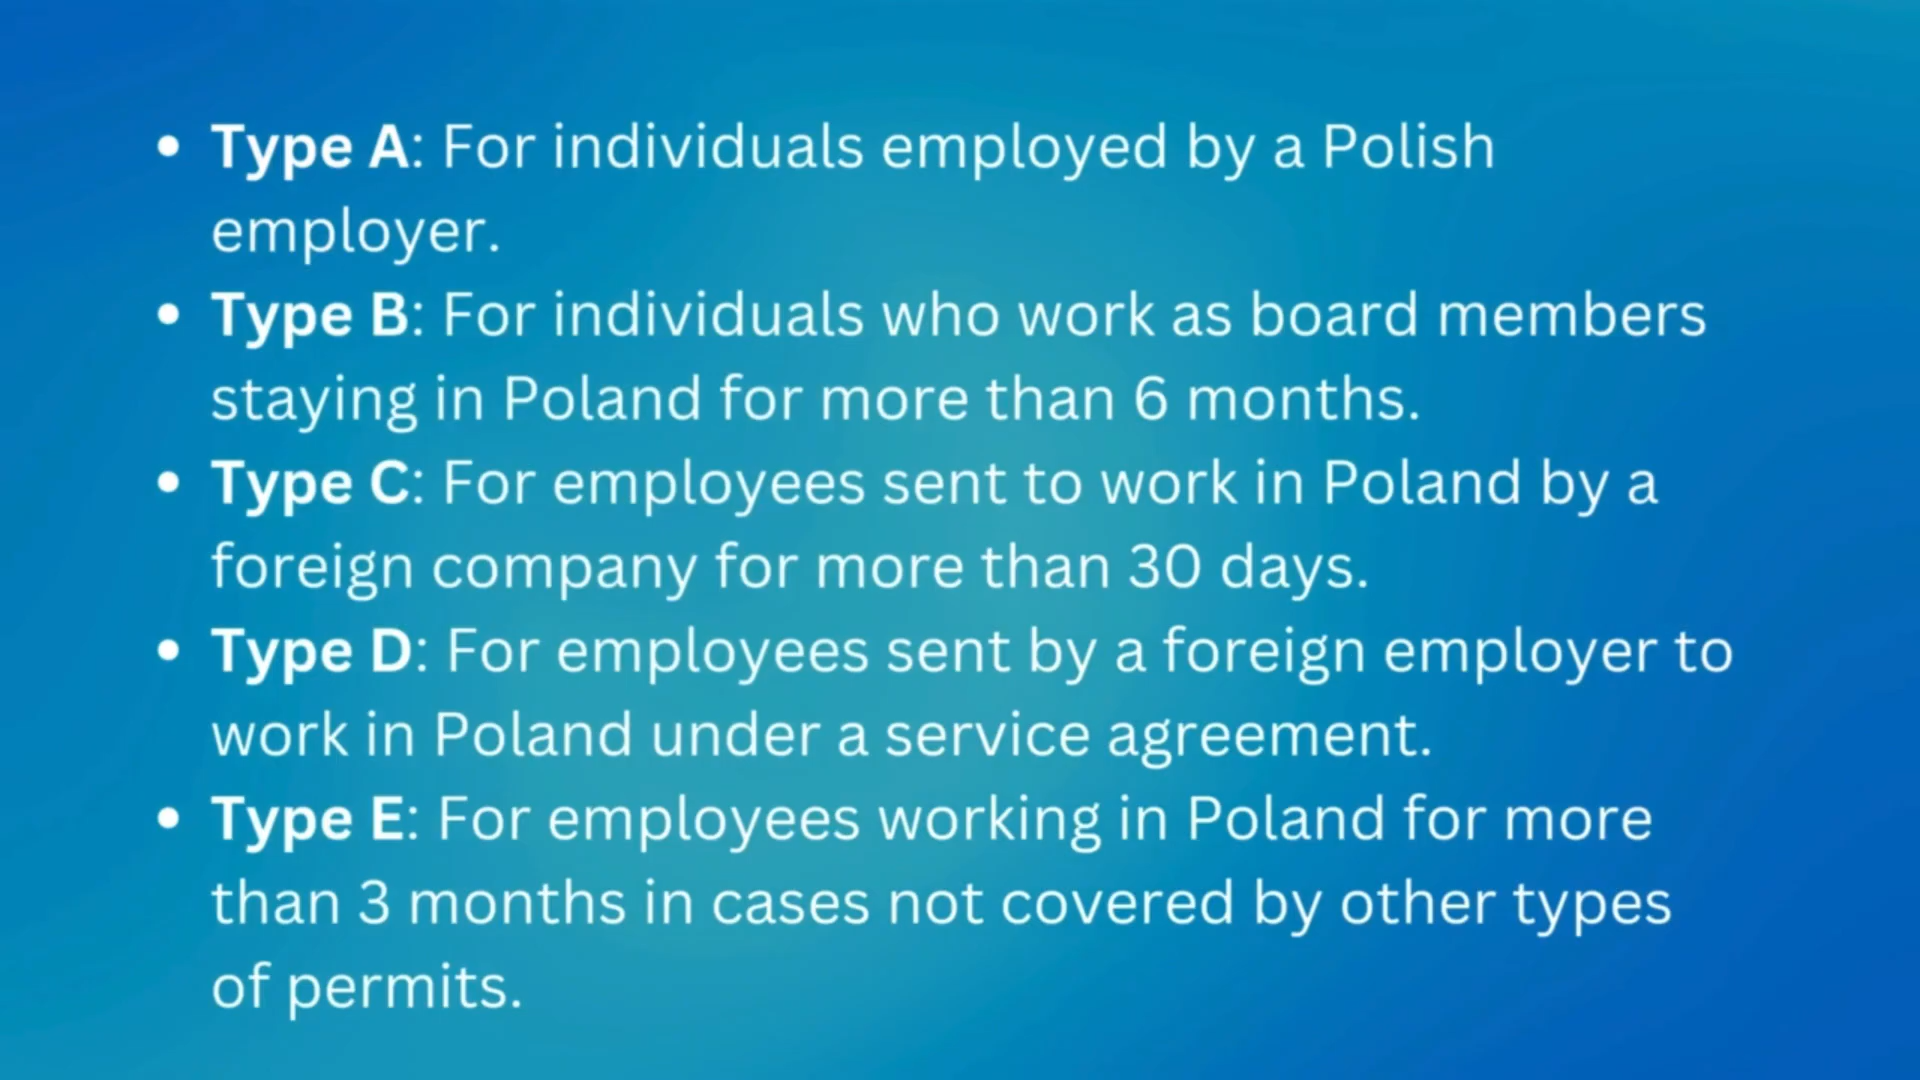 • Type A: For individuals employed by a Polish
employer.
• Type B: For individuals who work as board members
staying in Poland for more than 6 months.
• Type C: For employees sent to work in Poland by a
foreign company for more than 30 days.
• Type D: For employees sent by a foreign employer to
work in Poland under a service agreement.
• Type E: For employees working in Poland for more
than 3 months in cases not covered by other types
of permits.